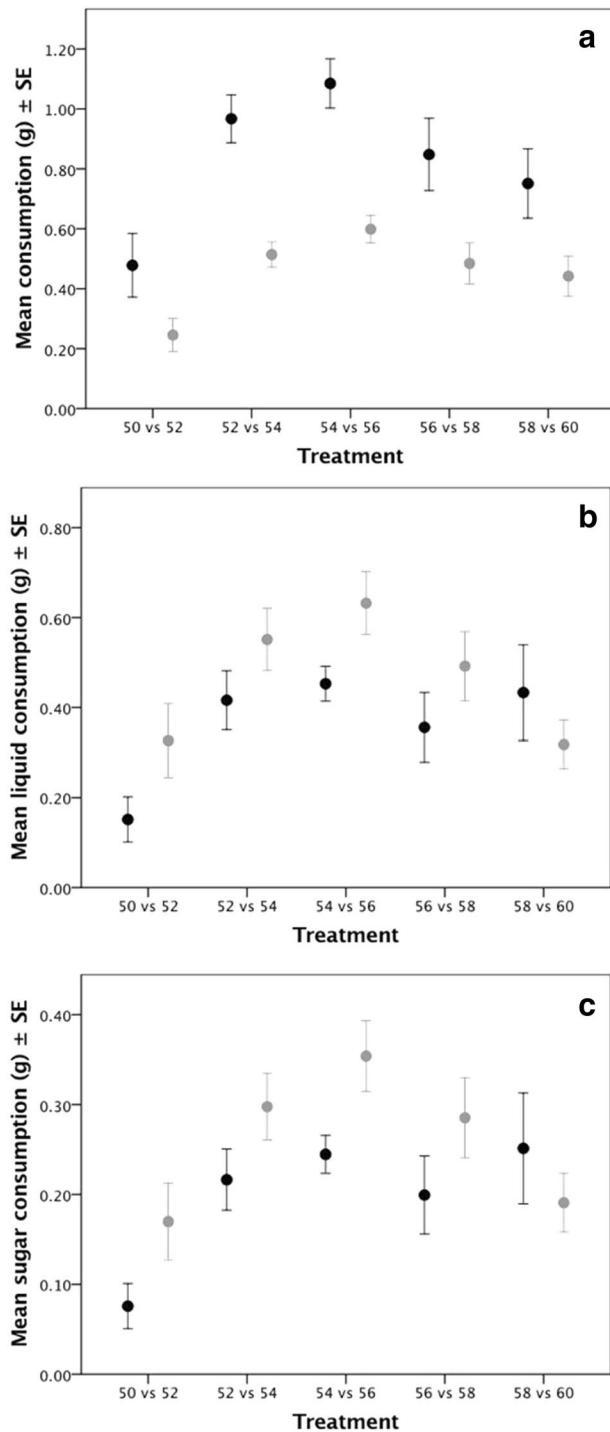 a
Mean consumption (g) ± SE
1.20
1.00
0.80
0.60
0.40
0.20
0.00
50 vs 52 52 vs 54 54 vs 56 56 vs 58 58 vs 60
Treatment
b
Mean liquid consumption (g) ± SE
0.80
0.60
0.40
0.20
0.00
50 vs 52 52 vs 54 54 vs 56 56 vs 58 58 vs 60
Treatment
c
Mean sugar consumption (g) ± SE
0.40
0.30
0.20
0.10
0.00
50 vs 52 52 vs 54 54 vs 56 56 vs 58 58 vs 60
Treatment